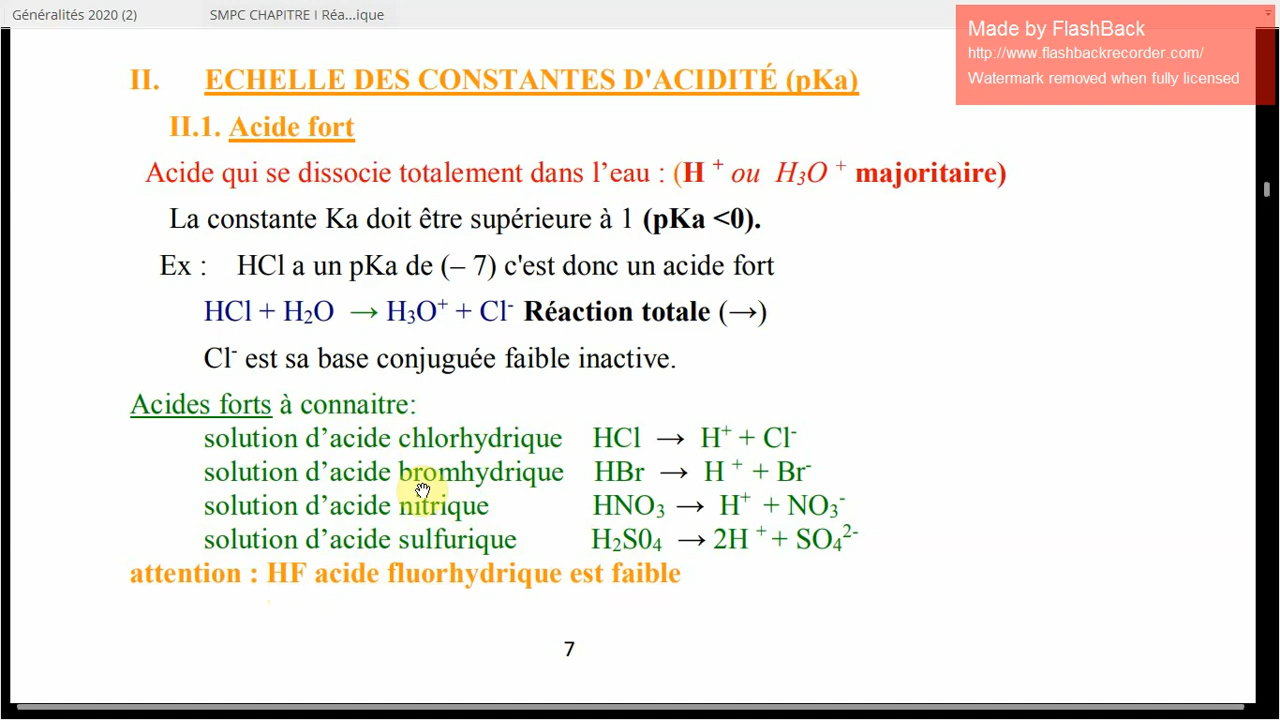 Généralités 2020 (2) SMPC CHAPITRE I Réa...ique
Made by FlashBack
http://www.flashbackrecorder.com/
Watermark removed when fully licensed
II. ECHELLE DES CONSTANTES D'ACIDITÉ (pKa)
II.1. Acide fort
Acide qui se dissocie totalement dans l’eau : (H⁺ ou H₃O⁺ majoritaire)
La constante Ka doit être supérieure à 1 (pKa <0).
Ex : HCl a un pKa de (– 7) c'est donc un acide fort
HCl + H₂O → H₃O⁺ + Cl⁻ Réaction totale (→)
Cl⁻ est sa base conjuguée faible inactive.
Acides forts à connaitre:
solution d’acide chlorhydrique HCl → H⁺ + Cl⁻
solution d’acide bromhydrique HBr → H⁺ + Br⁻
solution d’acide nitrique HNO₃ → H⁺ + NO₃⁻
solution d’acide sulfurique H₂S0₄ → 2H⁺ + SO₄²⁻
attention : HF acide fluorhydrique est faible
7